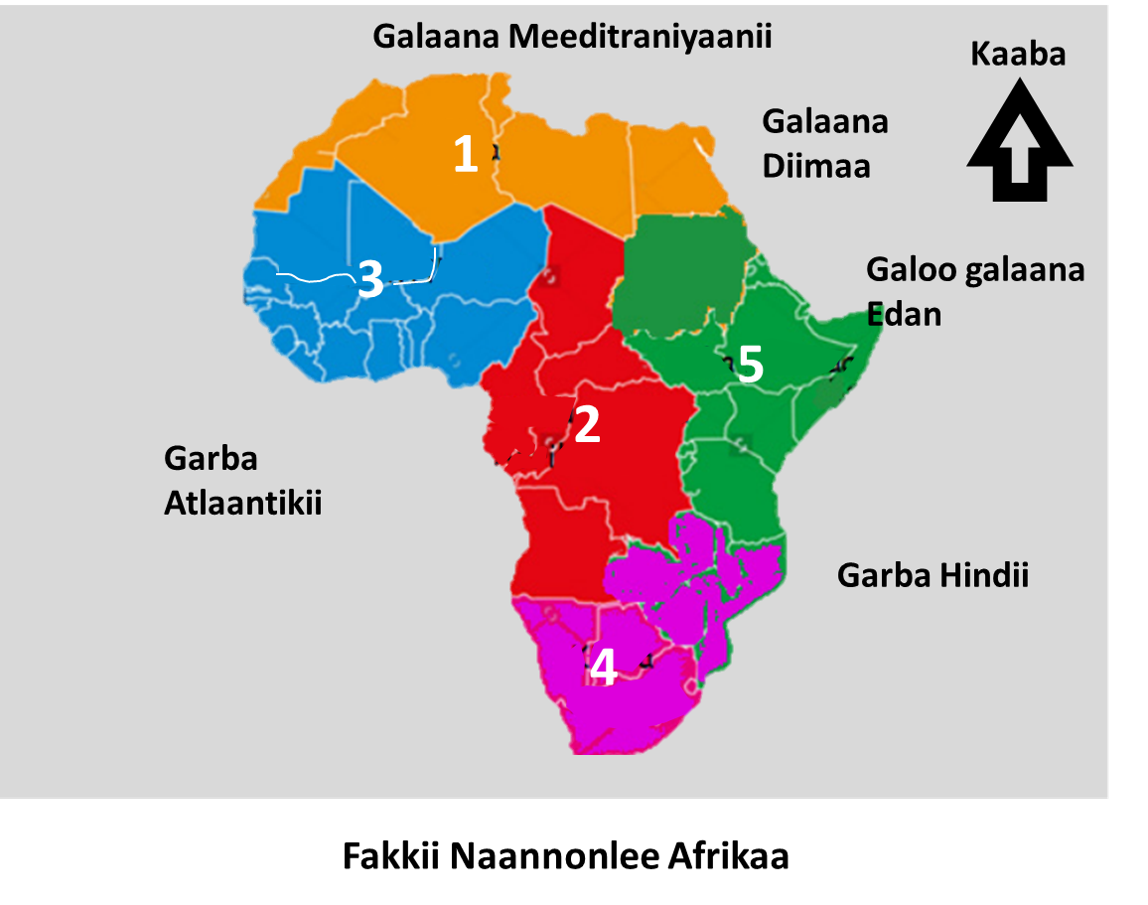 Galaana Meeditraniyaanii
Kaaba
Galaana
Diimaa
1
Galoo galaana
Edan
3
5
2
Garba
Atlaantikii
Garba Hindii
4
Fakkii Naannonlee Afrikaa